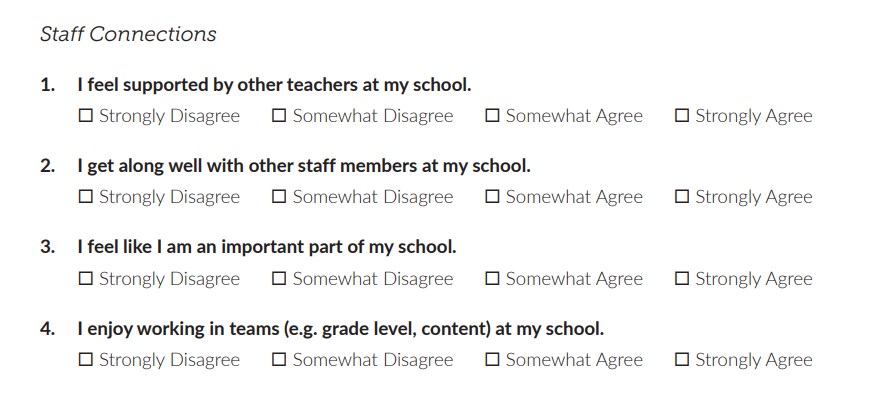 Staff Connections
1. I feel supported by other teachers at my school.
☐ Strongly Disagree ☐ Somewhat Disagree ☐ Somewhat Agree ☐ Strongly Agree
2. I get along well with other staff members at my school.
☐ Strongly Disagree ☐ Somewhat Disagree ☐ Somewhat Agree ☐ Strongly Agree
3. I feel like I am an important part of my school.
☐ Strongly Disagree ☐ Somewhat Disagree ☐ Somewhat Agree ☐ Strongly Agree
4. I enjoy working in teams (e.g. grade level, content) at my school.
☐ Strongly Disagree ☐ Somewhat Disagree ☐ Somewhat Agree ☐ Strongly Agree